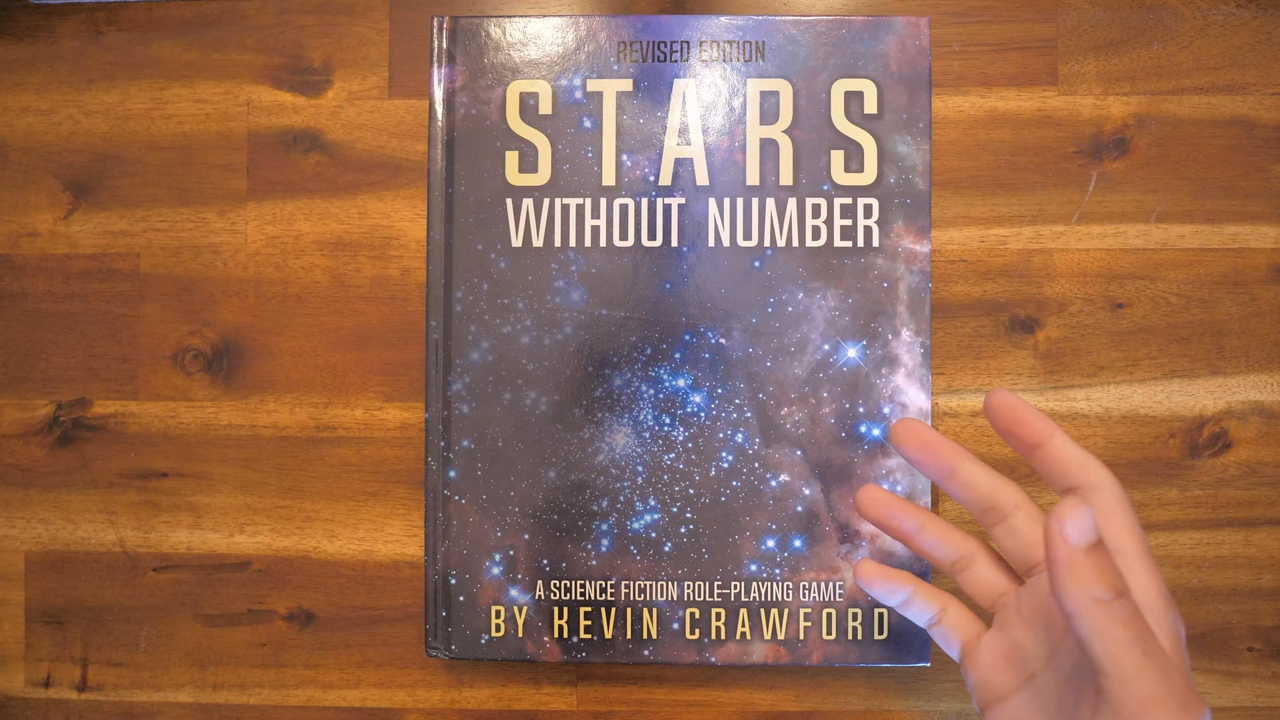 REVISED EDITION
STARS
WITHOUT NUMBER
A SCIENCE FICTION ROLE-PLAYING GAME
BY KEVIN CRAWFORD